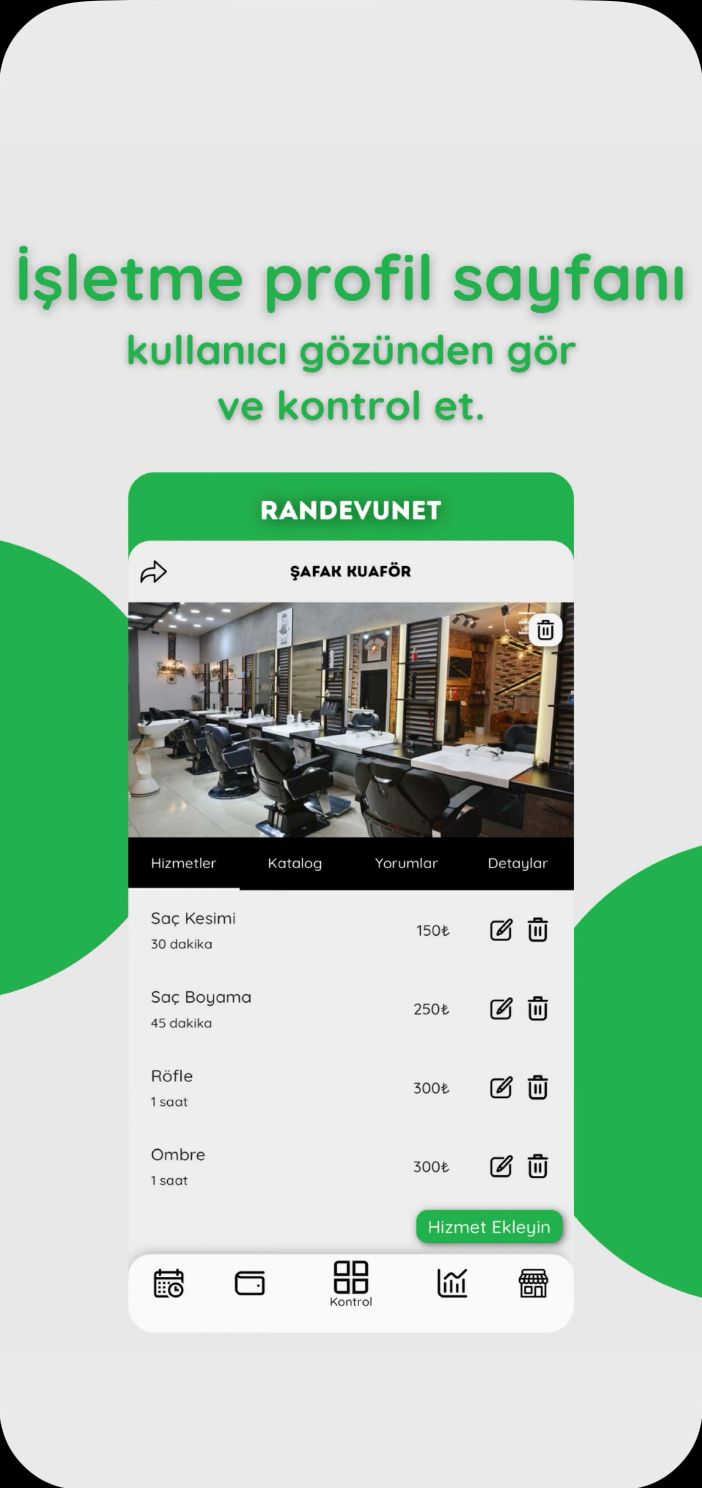 İşletme profil sayfanı
kullanıcı gözünden gör
ve kontrol et.
RANDEVUNET
ŞAFAK KUAFÖR
Hizmetler Katalog Yorumlar Detaylar
Saç Kesimi 150₺
30 dakika
Saç Boyama 250₺
45 dakika
Röfle 300₺
1 saat
Ombre 300₺
1 saat
Hizmet Ekleyin
Kontrol